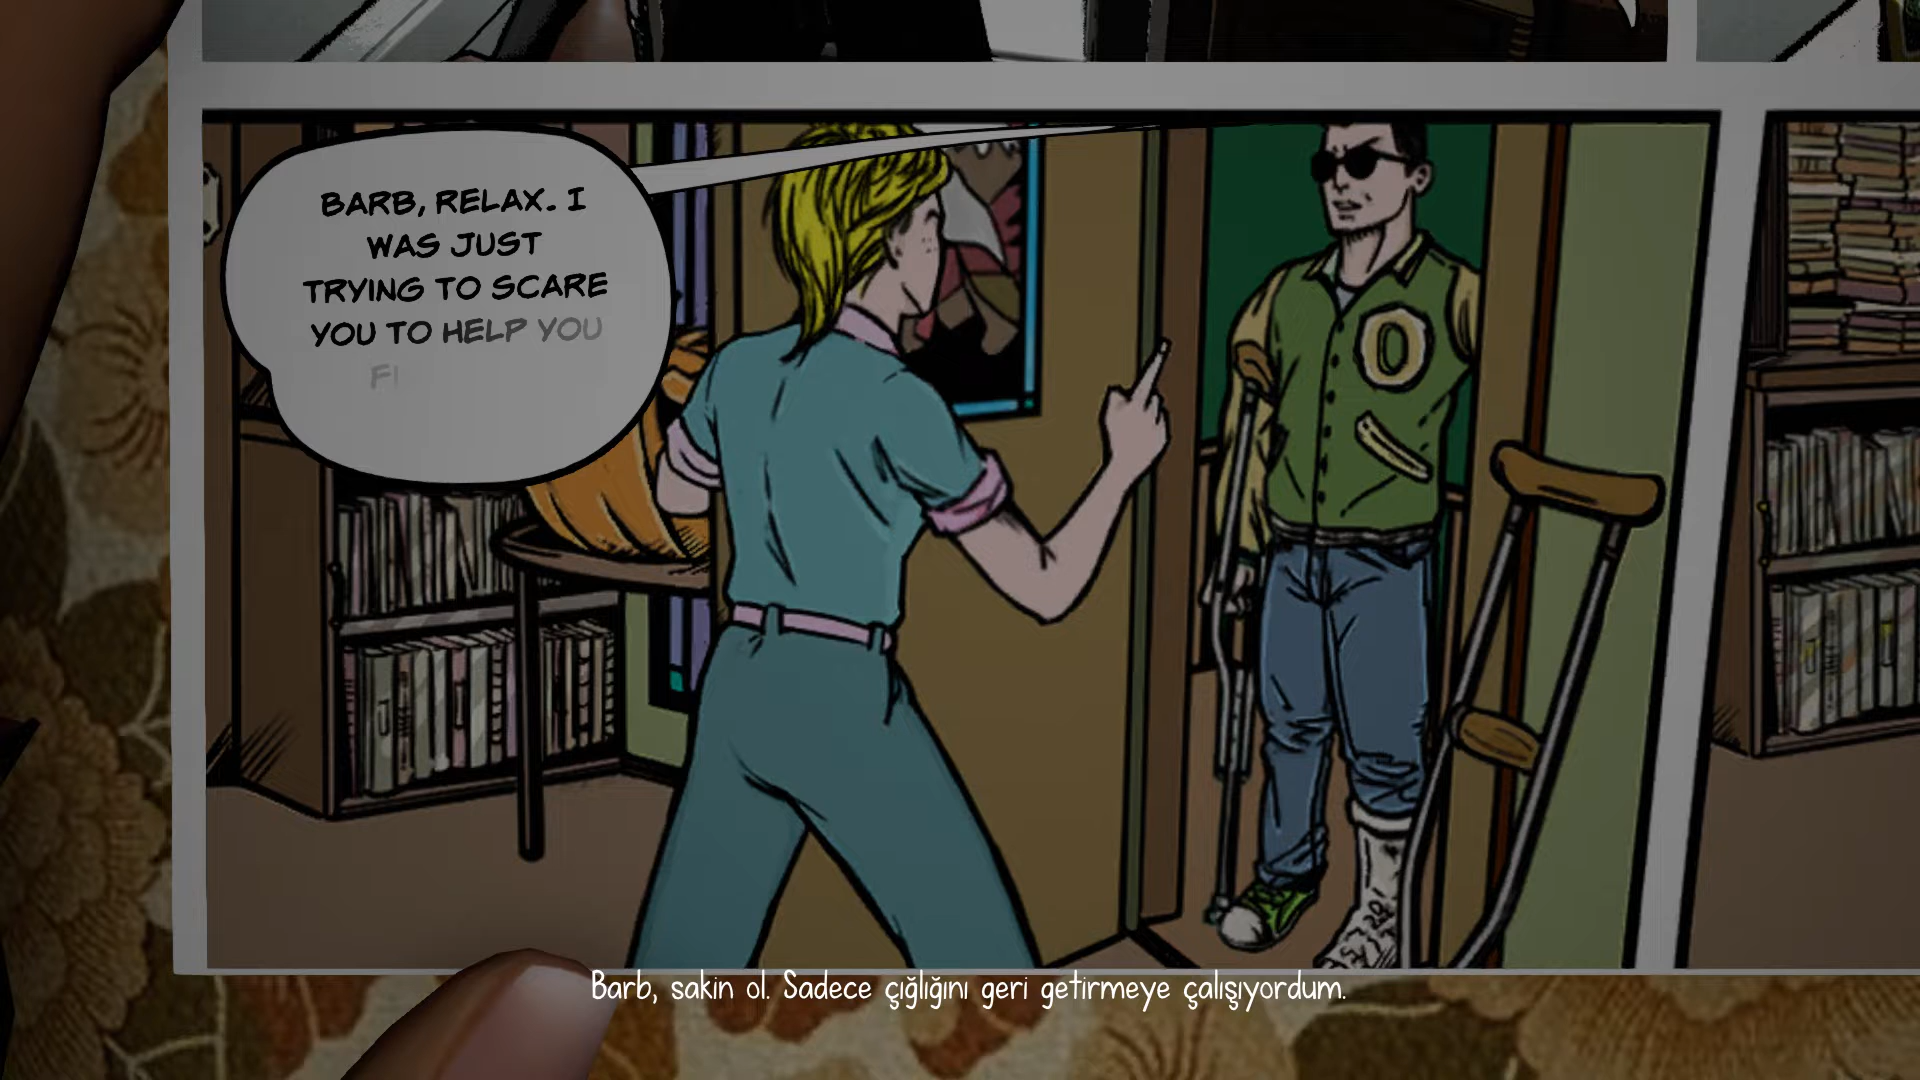 BARB, RELAX. I
WAS JUST
TRYING TO SCARE
YOU TO HELP YOU
FI
O
Barb, sakin ol. Sadece çığlığını geri getirmeye çalışıyordum.